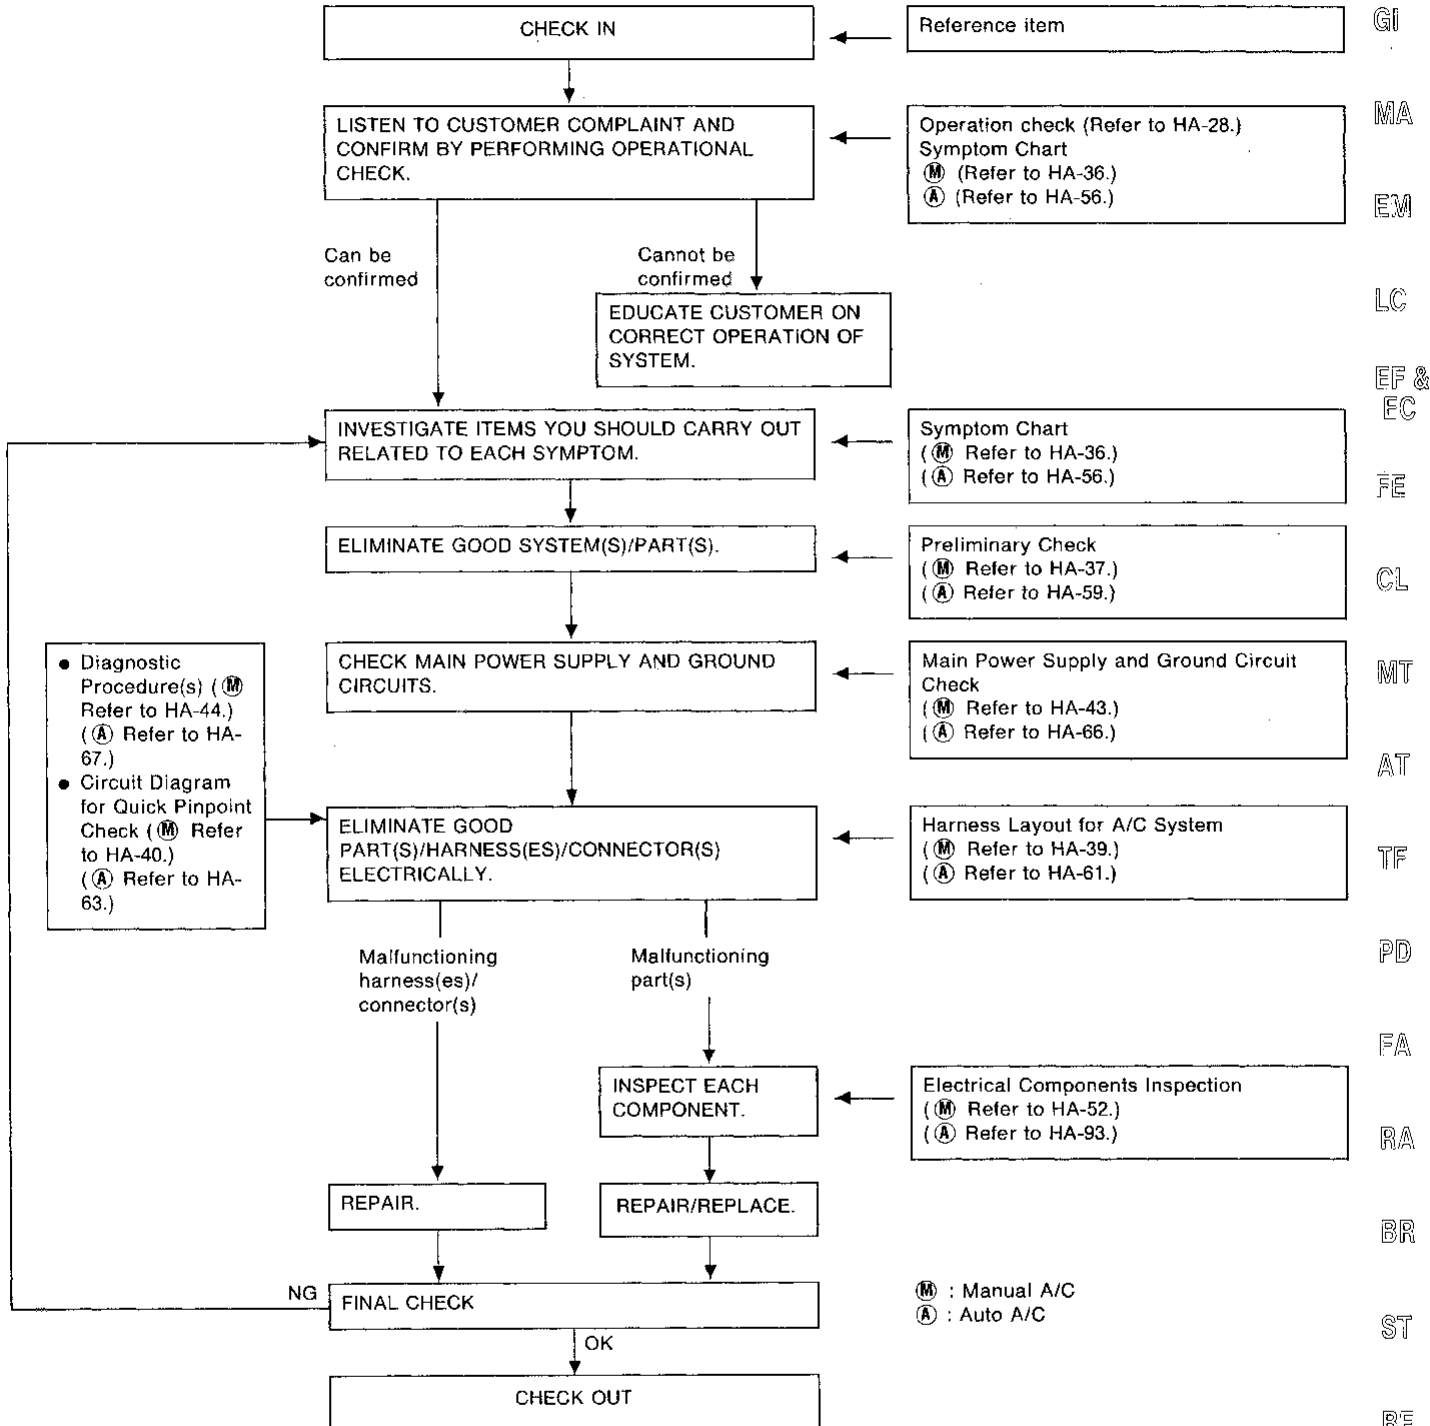 CHECK IN
Reference item
LISTEN TO CUSTOMER COMPLAINT AND
CONFIRM BY PERFORMING OPERATIONAL
CHECK.
Operation check (Refer to HA-28.)
Symptom Chart
Ⓜ (Refer to HA-36.)
Ⓐ (Refer to HA-56.)
Can be
confirmed
Cannot be
confirmed
EDUCATE CUSTOMER ON
CORRECT OPERATION OF
SYSTEM.
INVESTIGATE ITEMS YOU SHOULD CARRY OUT
RELATED TO EACH SYMPTOM.
Symptom Chart
(Ⓜ Refer to HA-36.)
(Ⓐ Refer to HA-56.)
ELIMINATE GOOD SYSTEM(S)/PART(S).
Preliminary Check
(Ⓜ Refer to HA-37.)
(Ⓐ Refer to HA-59.)
CHECK MAIN POWER SUPPLY AND GROUND
CIRCUITS.
Main Power Supply and Ground Circuit
Check
(Ⓜ Refer to HA-43.)
(Ⓐ Refer to HA-66.)
● Diagnostic
Procedure(s) (Ⓜ
Refer to HA-44.)
(Ⓐ Refer to HA-
67.)
● Circuit Diagram
for Quick Pinpoint
Check (Ⓜ Refer
to HA-40.)
(Ⓐ Refer to HA-
63.)
ELIMINATE GOOD
PART(S)/HARNESS(ES)/CONNECTOR(S)
ELECTRICALLY.
Harness Layout for A/C System
(Ⓜ Refer to HA-39.)
(Ⓐ Refer to HA-61.)
Malfunctioning
harness(es)/
connector(s)
Malfunctioning
part(s)
INSPECT EACH
COMPONENT.
Electrical Components Inspection
(Ⓜ Refer to HA-52.)
(Ⓐ Refer to HA-93.)
REPAIR.
REPAIR/REPLACE.
NG
FINAL CHECK
Ⓜ : Manual A/C
Ⓐ : Auto A/C
OK
CHECK OUT
GI
MA
EM
LC
EF &
EC
FE
CL
MT
AT
TF
PD
FA
RA
BR
ST